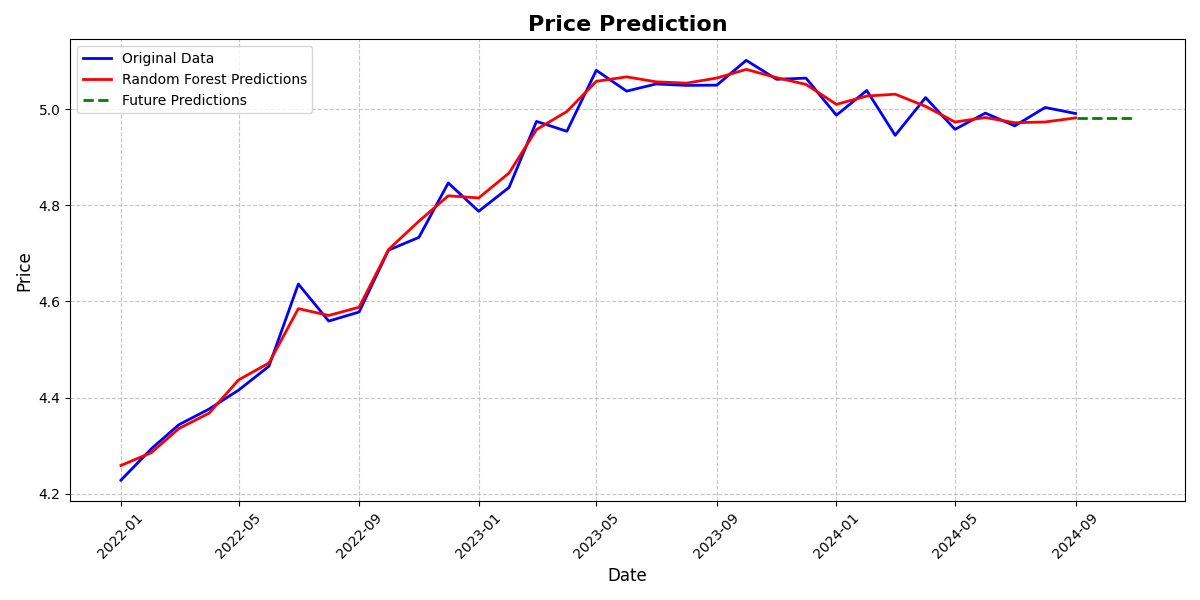 Price Prediction
Original Data
Random Forest Predictions
Future Predictions
Price
5.0
4.8
4.6
4.4
4.2
2022-01
2022-05
2022-09
2023-01
2023-05
2023-09
2024-01
2024-05
2024-09
Date